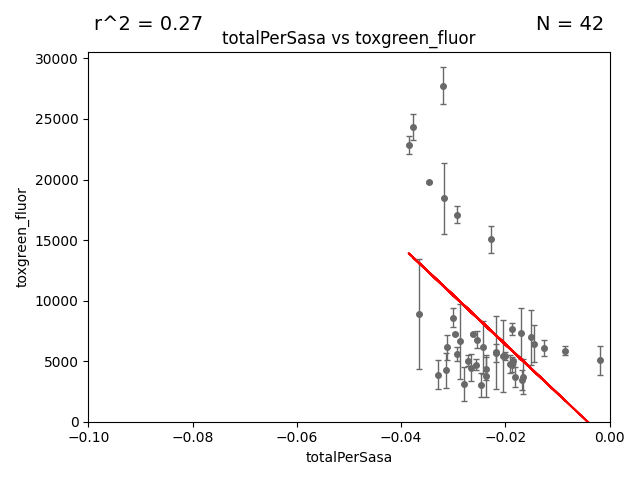 r^2 = 0.27
N = 42
totalPerSasa vs toxgreen_fluor
30000
25000
20000
15000
10000
5000
0
toxgreen_fluor
−0.10
−0.08
−0.06
−0.04
−0.02
0.00
totalPerSasa